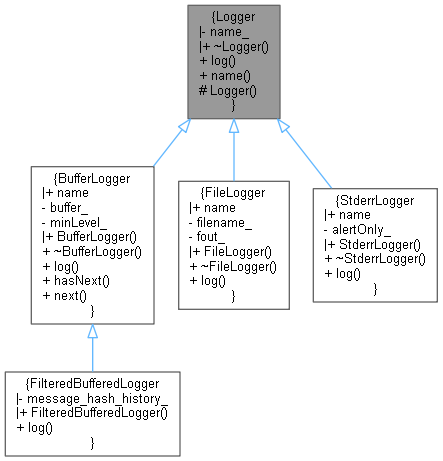 {Logger
|- name_
|+ ~Logger()
+ log()
+ name()
# Logger()
}
{BufferLogger
|+ name
- buffer_
- minLevel_
|+ BufferLogger()
+ ~BufferLogger()
+ log()
+ hasNext()
+ next()
}
{FileLogger
|+ name
- filename_
- fout_
|+ FileLogger()
+ ~FileLogger()
+ log()
}
{StderrLogger
|+ name
- alertOnly_
|+ StderrLogger()
+ ~StderrLogger()
+ log()
}
{FilteredBufferedLogger
|- message_hash_history_
|+ FilteredBufferedLogger()
+ log()
}